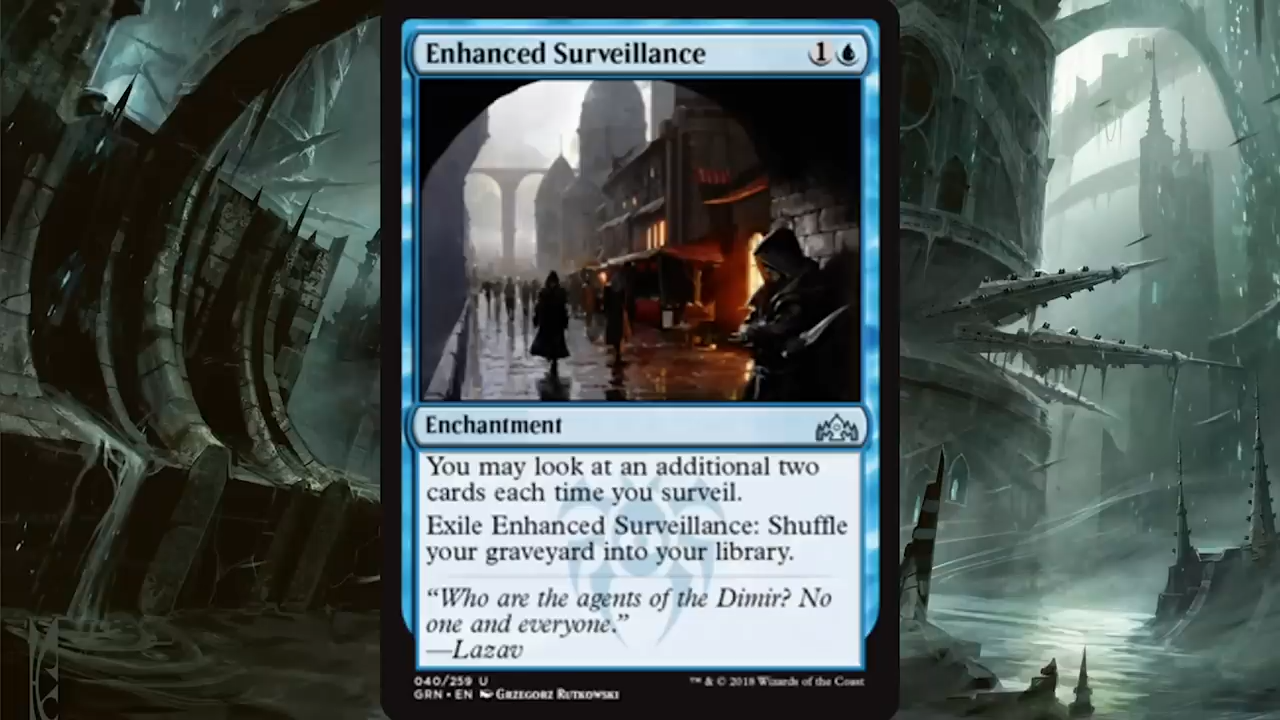 Enhanced Surveillance 1
Enchantment
You may look at an additional two
cards each time you surveil.
Exile Enhanced Surveillance: Shuffle
your graveyard into your library.
“Who are the agents of the Dimir? No
one and everyone.”
—Lazav
040/259 U
GRN • EN Grzegorz Rutkowski
™ & © 2018 Wizards of the Coast